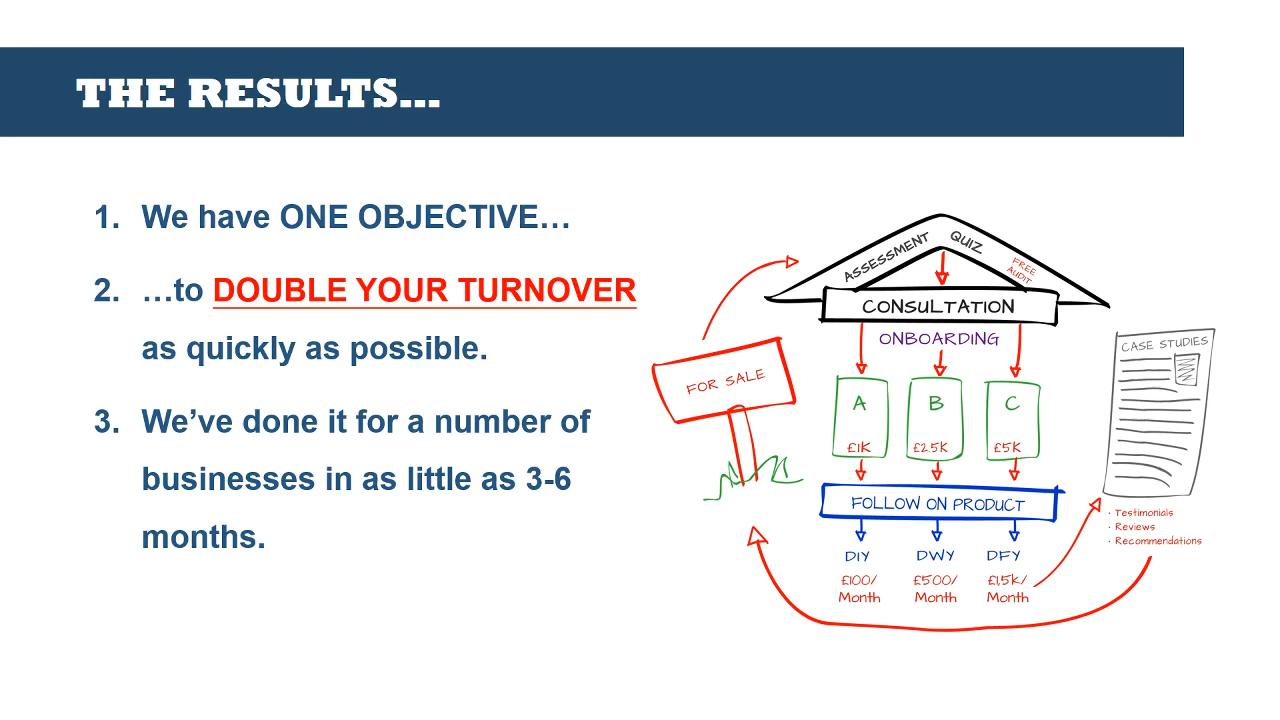 THE RESULTS...
1. We have ONE OBJECTIVE…
2. …to DOUBLE YOUR TURNOVER
as quickly as possible.
3. We’ve done it for a number of
businesses in as little as 3-6
months.
ASSESSMENT
QUIZ
FREE
AUDIT
CONSULTATION
ONBOARDING
FOR SALE
A
£1K
B
£2.5K
C
£5K
FOLLOW ON PRODUCT
DIY
£100/
Month
DWY
£500/
Month
DFY
£1,5K/
Month
CASE STUDIES
• Testimonials
• Reviews
• Recommendations